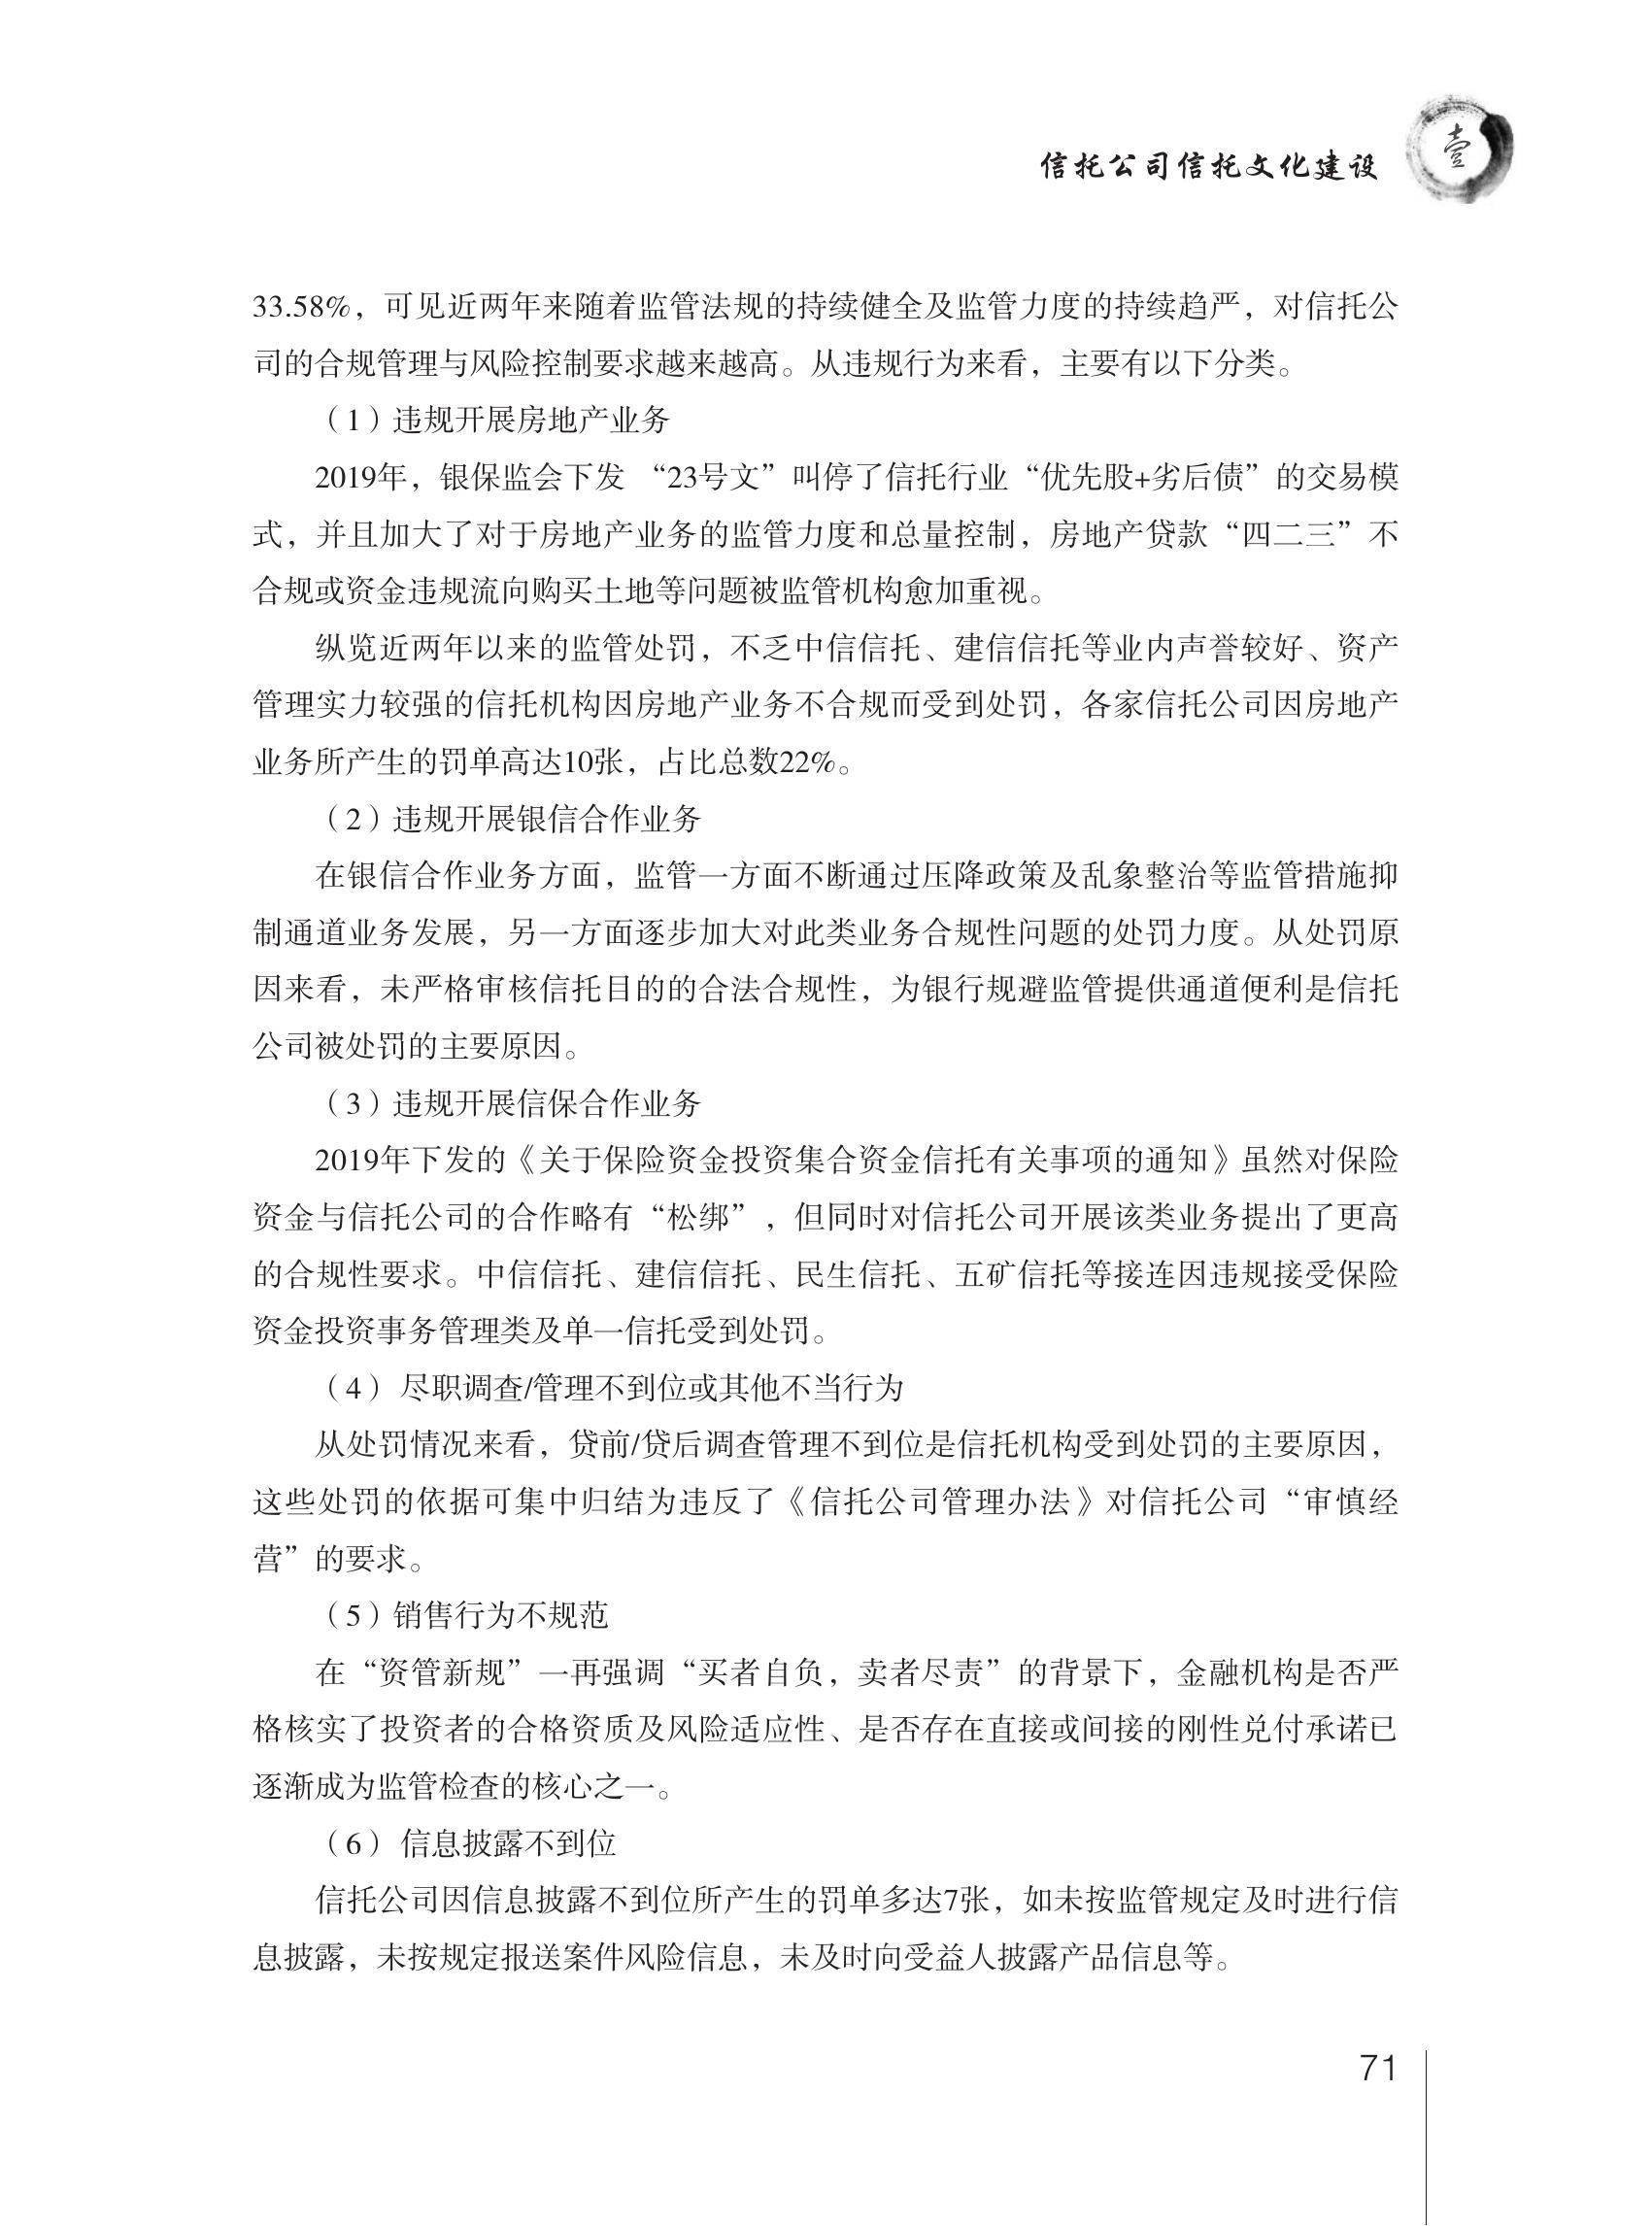 信托公司信托文化建设
壹
33.58%，可见近两年来随着监管法规的持续健全及监管力度的持续趋严，对信托公
司的合规管理与风险控制要求越来越高。从违规行为来看，主要有以下分类。
（1）违规开展房地产业务
2019年，银保监会下发 “23号文”叫停了信托行业“优先股+劣后债”的交易模
式，并且加大了对于房地产业务的监管力度和总量控制，房地产贷款“四二三”不
合规或资金违规流向购买土地等问题被监管机构愈加重视。
纵览近两年以来的监管处罚，不乏中信信托、建信信托等业内声誉较好、资产
管理实力较强的信托机构因房地产业务不合规而受到处罚，各家信托公司因房地产
业务所产生的罚单高达10张，占比总数22%。
（2）违规开展银信合作业务
在银信合作业务方面，监管一方面不断通过压降政策及乱象整治等监管措施抑
制通道业务发展，另一方面逐步加大对此类业务合规性问题的处罚力度。从处罚原
因来看，未严格审核信托目的的合法合规性，为银行规避监管提供通道便利是信托
公司被处罚的主要原因。
（3）违规开展信保合作业务
2019年下发的《关于保险资金投资集合资金信托有关事项的通知》虽然对保险
资金与信托公司的合作略有“松绑”，但同时对信托公司开展该类业务提出了更高
的合规性要求。中信信托、建信信托、民生信托、五矿信托等接连因违规接受保险
资金投资事务管理类及单一信托受到处罚。
（4） 尽职调查/管理不到位或其他不当行为
从处罚情况来看，贷前/贷后调查管理不到位是信托机构受到处罚的主要原因，
这些处罚的依据可集中归结为违反了《信托公司管理办法》对信托公司“审慎经
营”的要求。
（5）销售行为不规范
在“资管新规”一再强调“买者自负，卖者尽责”的背景下，金融机构是否严
格核实了投资者的合格资质及风险适应性、是否存在直接或间接的刚性兑付承诺已
逐渐成为监管检查的核心之一。
（6） 信息披露不到位
信托公司因信息披露不到位所产生的罚单多达7张，如未按监管规定及时进行信
息披露，未按规定报送案件风险信息，未及时向受益人披露产品信息等。
71